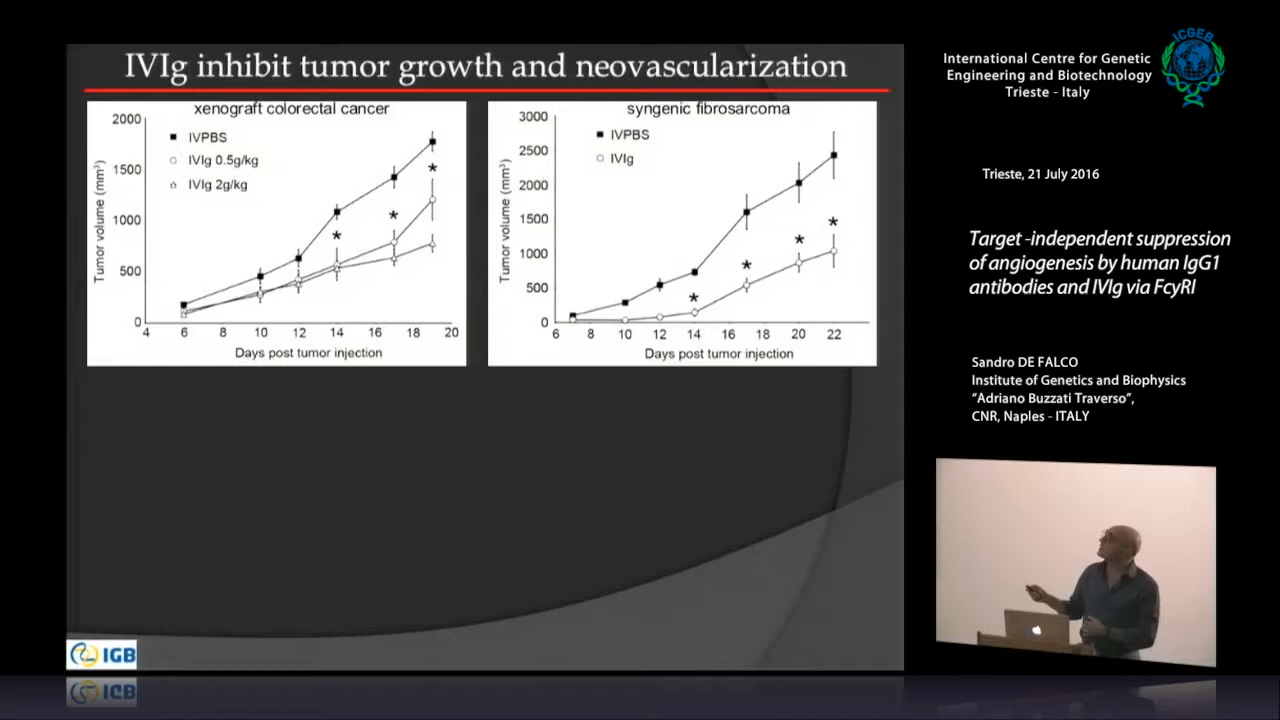 IVIg inhibit tumor growth and neovascularization
xenograft colorectal cancer
2000
1500
1000
500
0
Tumor volume (mm³)
IVPBS
IVIg 0.5g/kg
IVIg 2g/kg
*
*
*
4 6 8 10 12 14 16 18 20
Days post tumor injection
syngenic fibrosarcoma
3000
2500
2000
1500
1000
500
0
Tumor volume (mm³)
IVPBS
IVIg
*
*
*
*
6 8 10 12 14 16 18 20 22
Days post tumor injection
IGB
International Centre for Genetic
Engineering and Biotechnology
Trieste - Italy
ICGEB
Trieste, 21 July 2016
Target -independent suppression
of angiogenesis by human IgG1
antibodies and IVIg via FcγRI
Sandro DE FALCO
Institute of Genetics and Biophysics
“Adriano Buzzati Traverso”,
CNR, Naples - ITALY